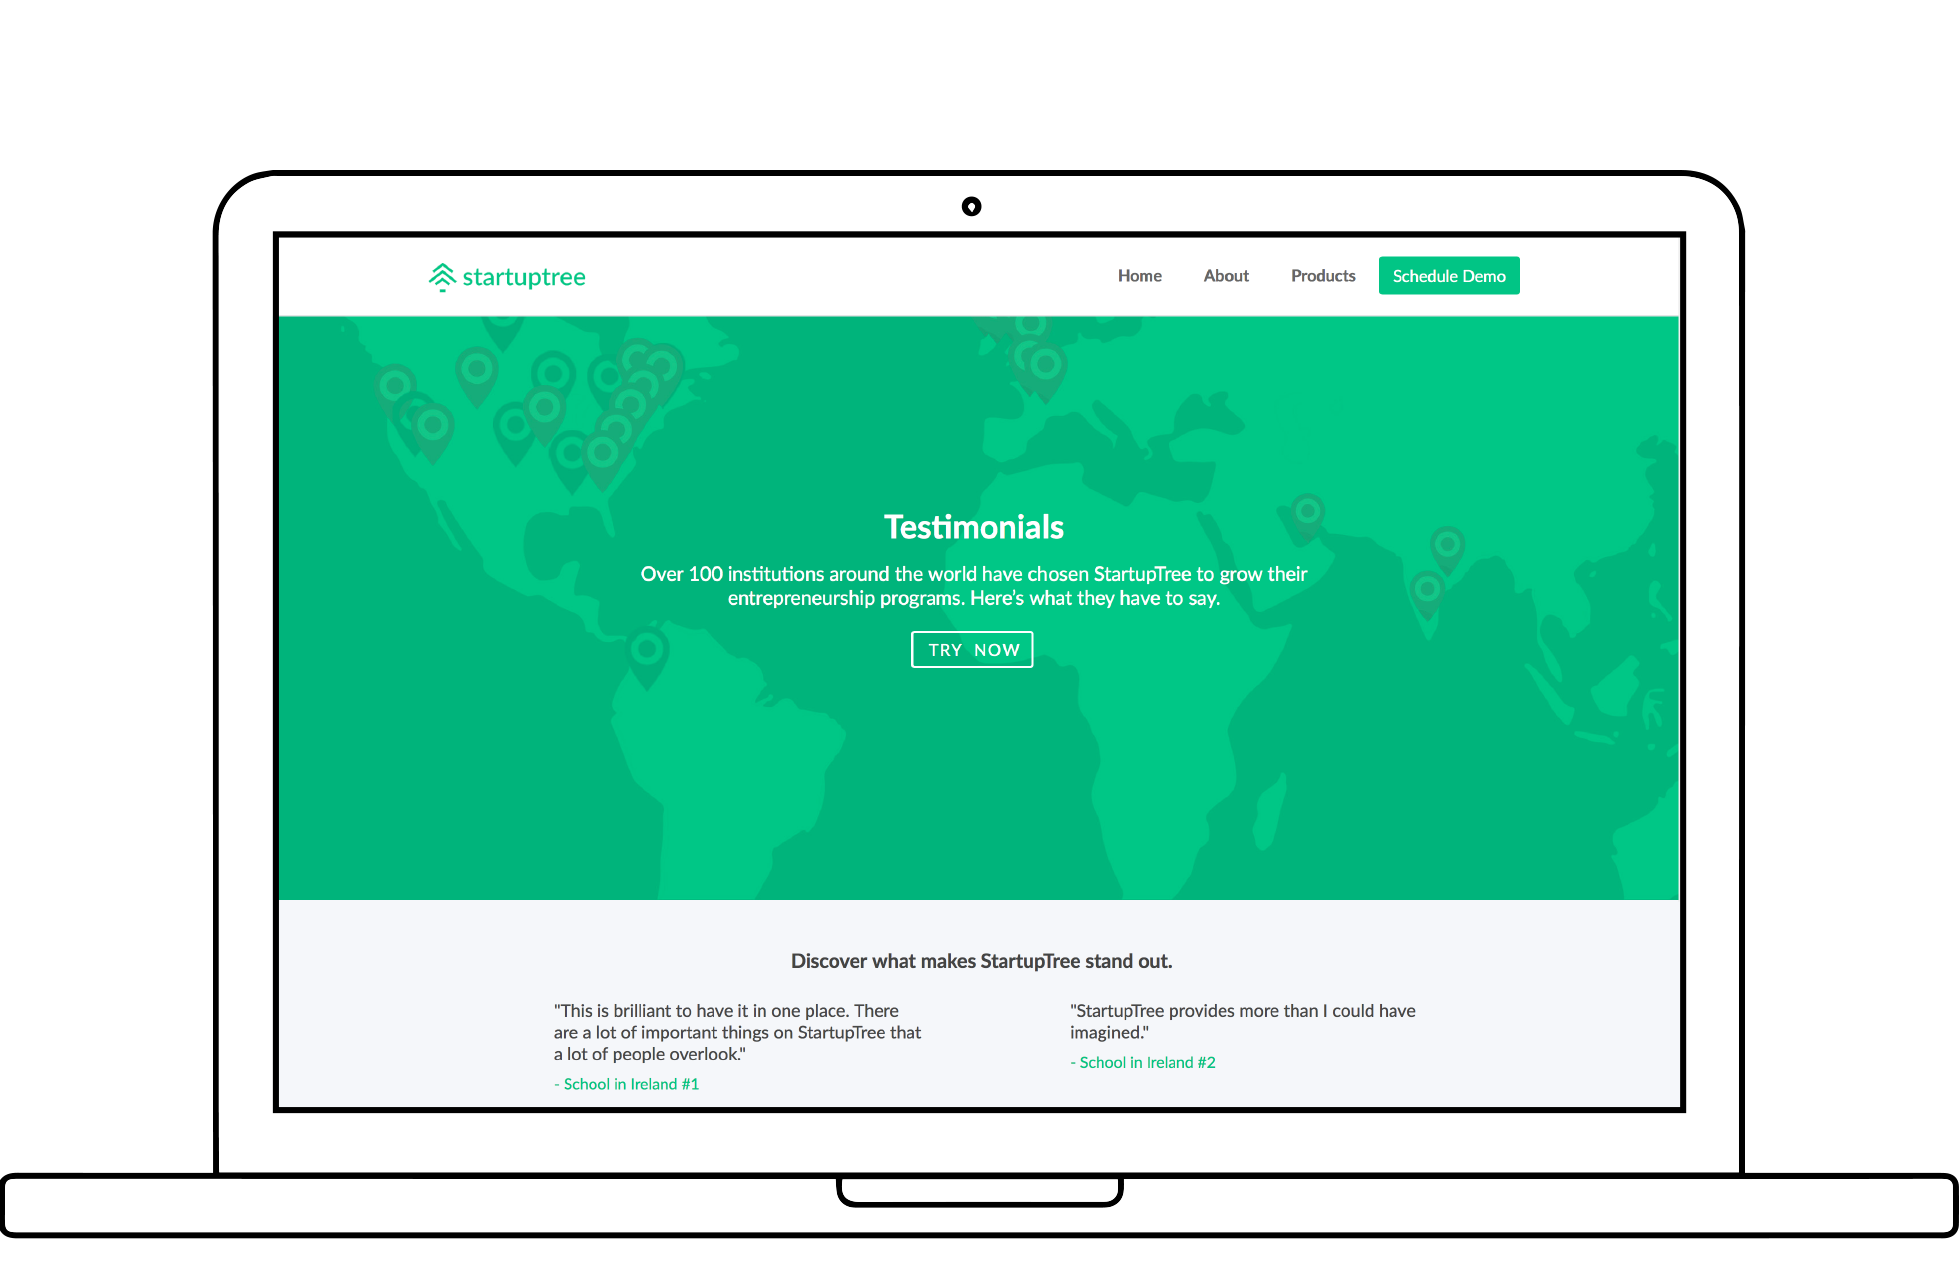 startuptree
Home About Products Schedule Demo
Testimonials
Over 100 institutions around the world have chosen StartupTree to grow their
entrepreneurship programs. Here's what they have to say.
TRY NOW
Discover what makes StartupTree stand out.
"This is brilliant to have it in one place. There
are a lot of important things on StartupTree that
a lot of people overlook."
- School in Ireland #1
"StartupTree provides more than I could have
imagined."
- School in Ireland #2